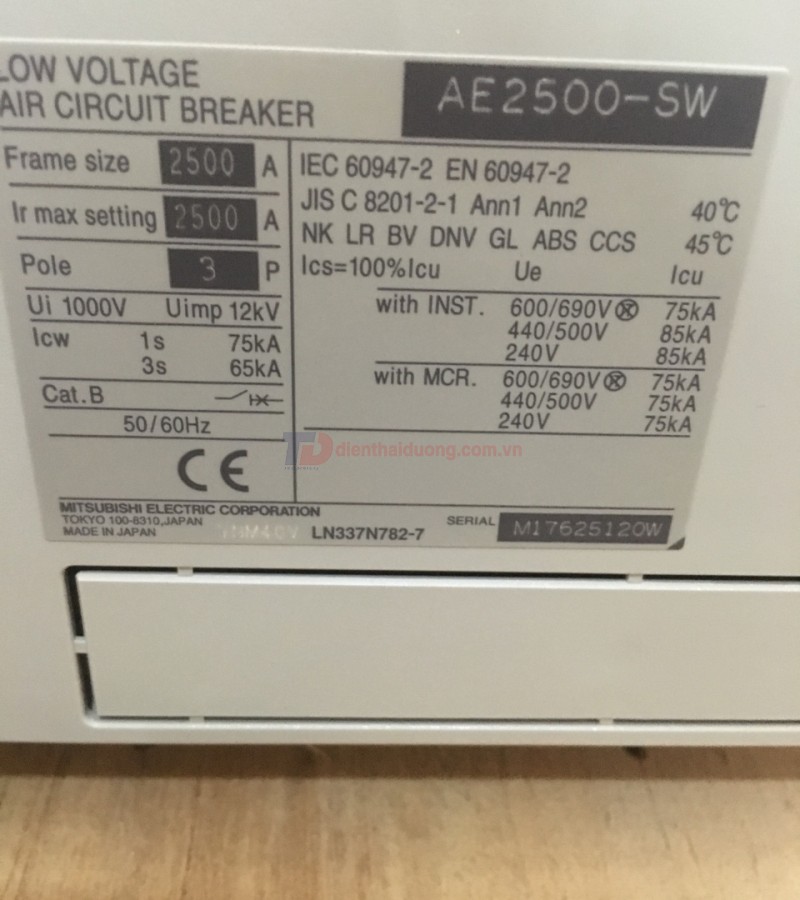 LOW VOLTAGE
AIR CIRCUIT BREAKER
AE2500-SW
Frame size 2500 A
Ir max setting 2500 A
Pole 3 P
Ui 1000V Uimp 12kV
Icw 1s 75kA
3s 65kA
Cat.B
50/60Hz
CE
IEC 60947-2 EN 60947-2
JIS C 8201-2-1 Ann1 Ann2 40℃
NK LR BV DNV GL ABS CCS 45℃
Ics=100%Icu Ue Icu
with INST. 600/690V 75kA
440/500V 85kA
240V 85kA
with MCR. 600/690V 75kA
440/500V 75kA
240V 75kA
TD dienthaiduong.com.vn
MITSUBISHI ELECTRIC CORPORATION
TOKYO 100-8310,JAPAN
MADE IN JAPAN
LN337N782-7
SERIAL M17625120W